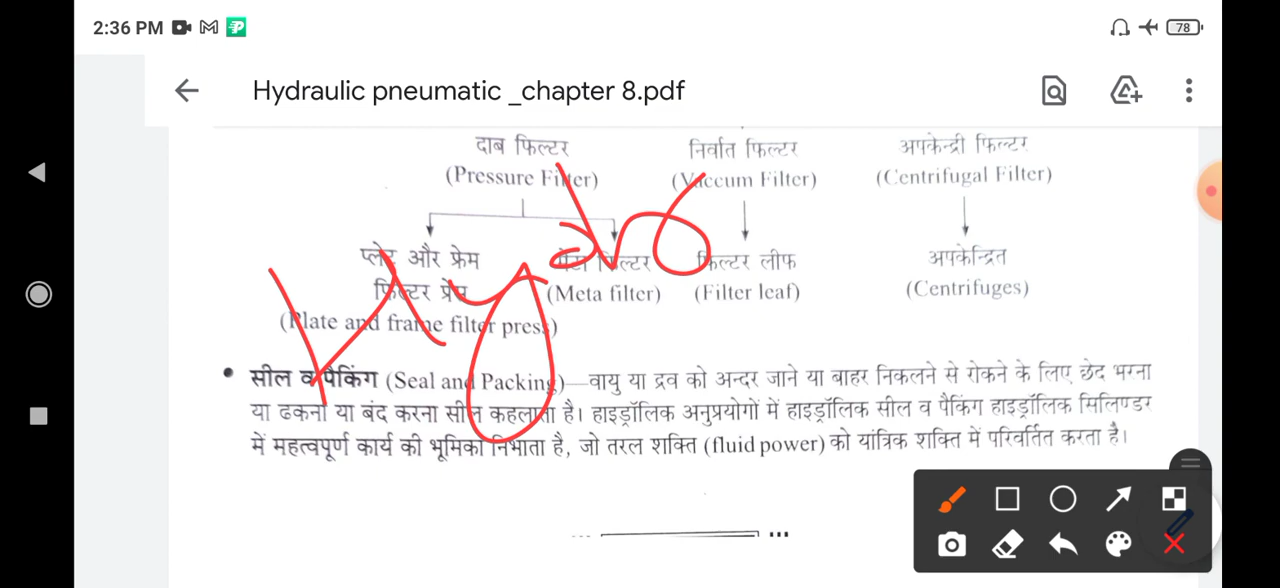 2:36 PM
78
Hydraulic pneumatic _chapter 8.pdf
दाब फिल्टर निर्वात फिल्टर अपकेन्द्री फिल्टर
(Pressure Filter) (Vaccum Filter) (Centrifugal Filter)
प्लेट और फ्रेम फिल्टर फिल्टर लीफ अपकेन्द्रित
फिल्टर प्रेस (Meta filter) (Filter leaf) (Centrifuges)
(Plate and frame filter press)
• सील व पैकिंग (Seal and Packing)—वायु या द्रव को अन्दर जाने या बाहर निकलने से रोकने के लिए छेद भरना
या ढकना या बंद करना सील कहलाता है। हाइड्रॉलिक अनुप्रयोगों में हाइड्रॉलिक सील व पैकिंग हाइड्रॉलिक सिलिण्डर
में महत्वपूर्ण कार्य की भूमिका निभाता है, जो तरल शक्ति (fluid power) को यांत्रिक शक्ति में परिवर्तित करता है।